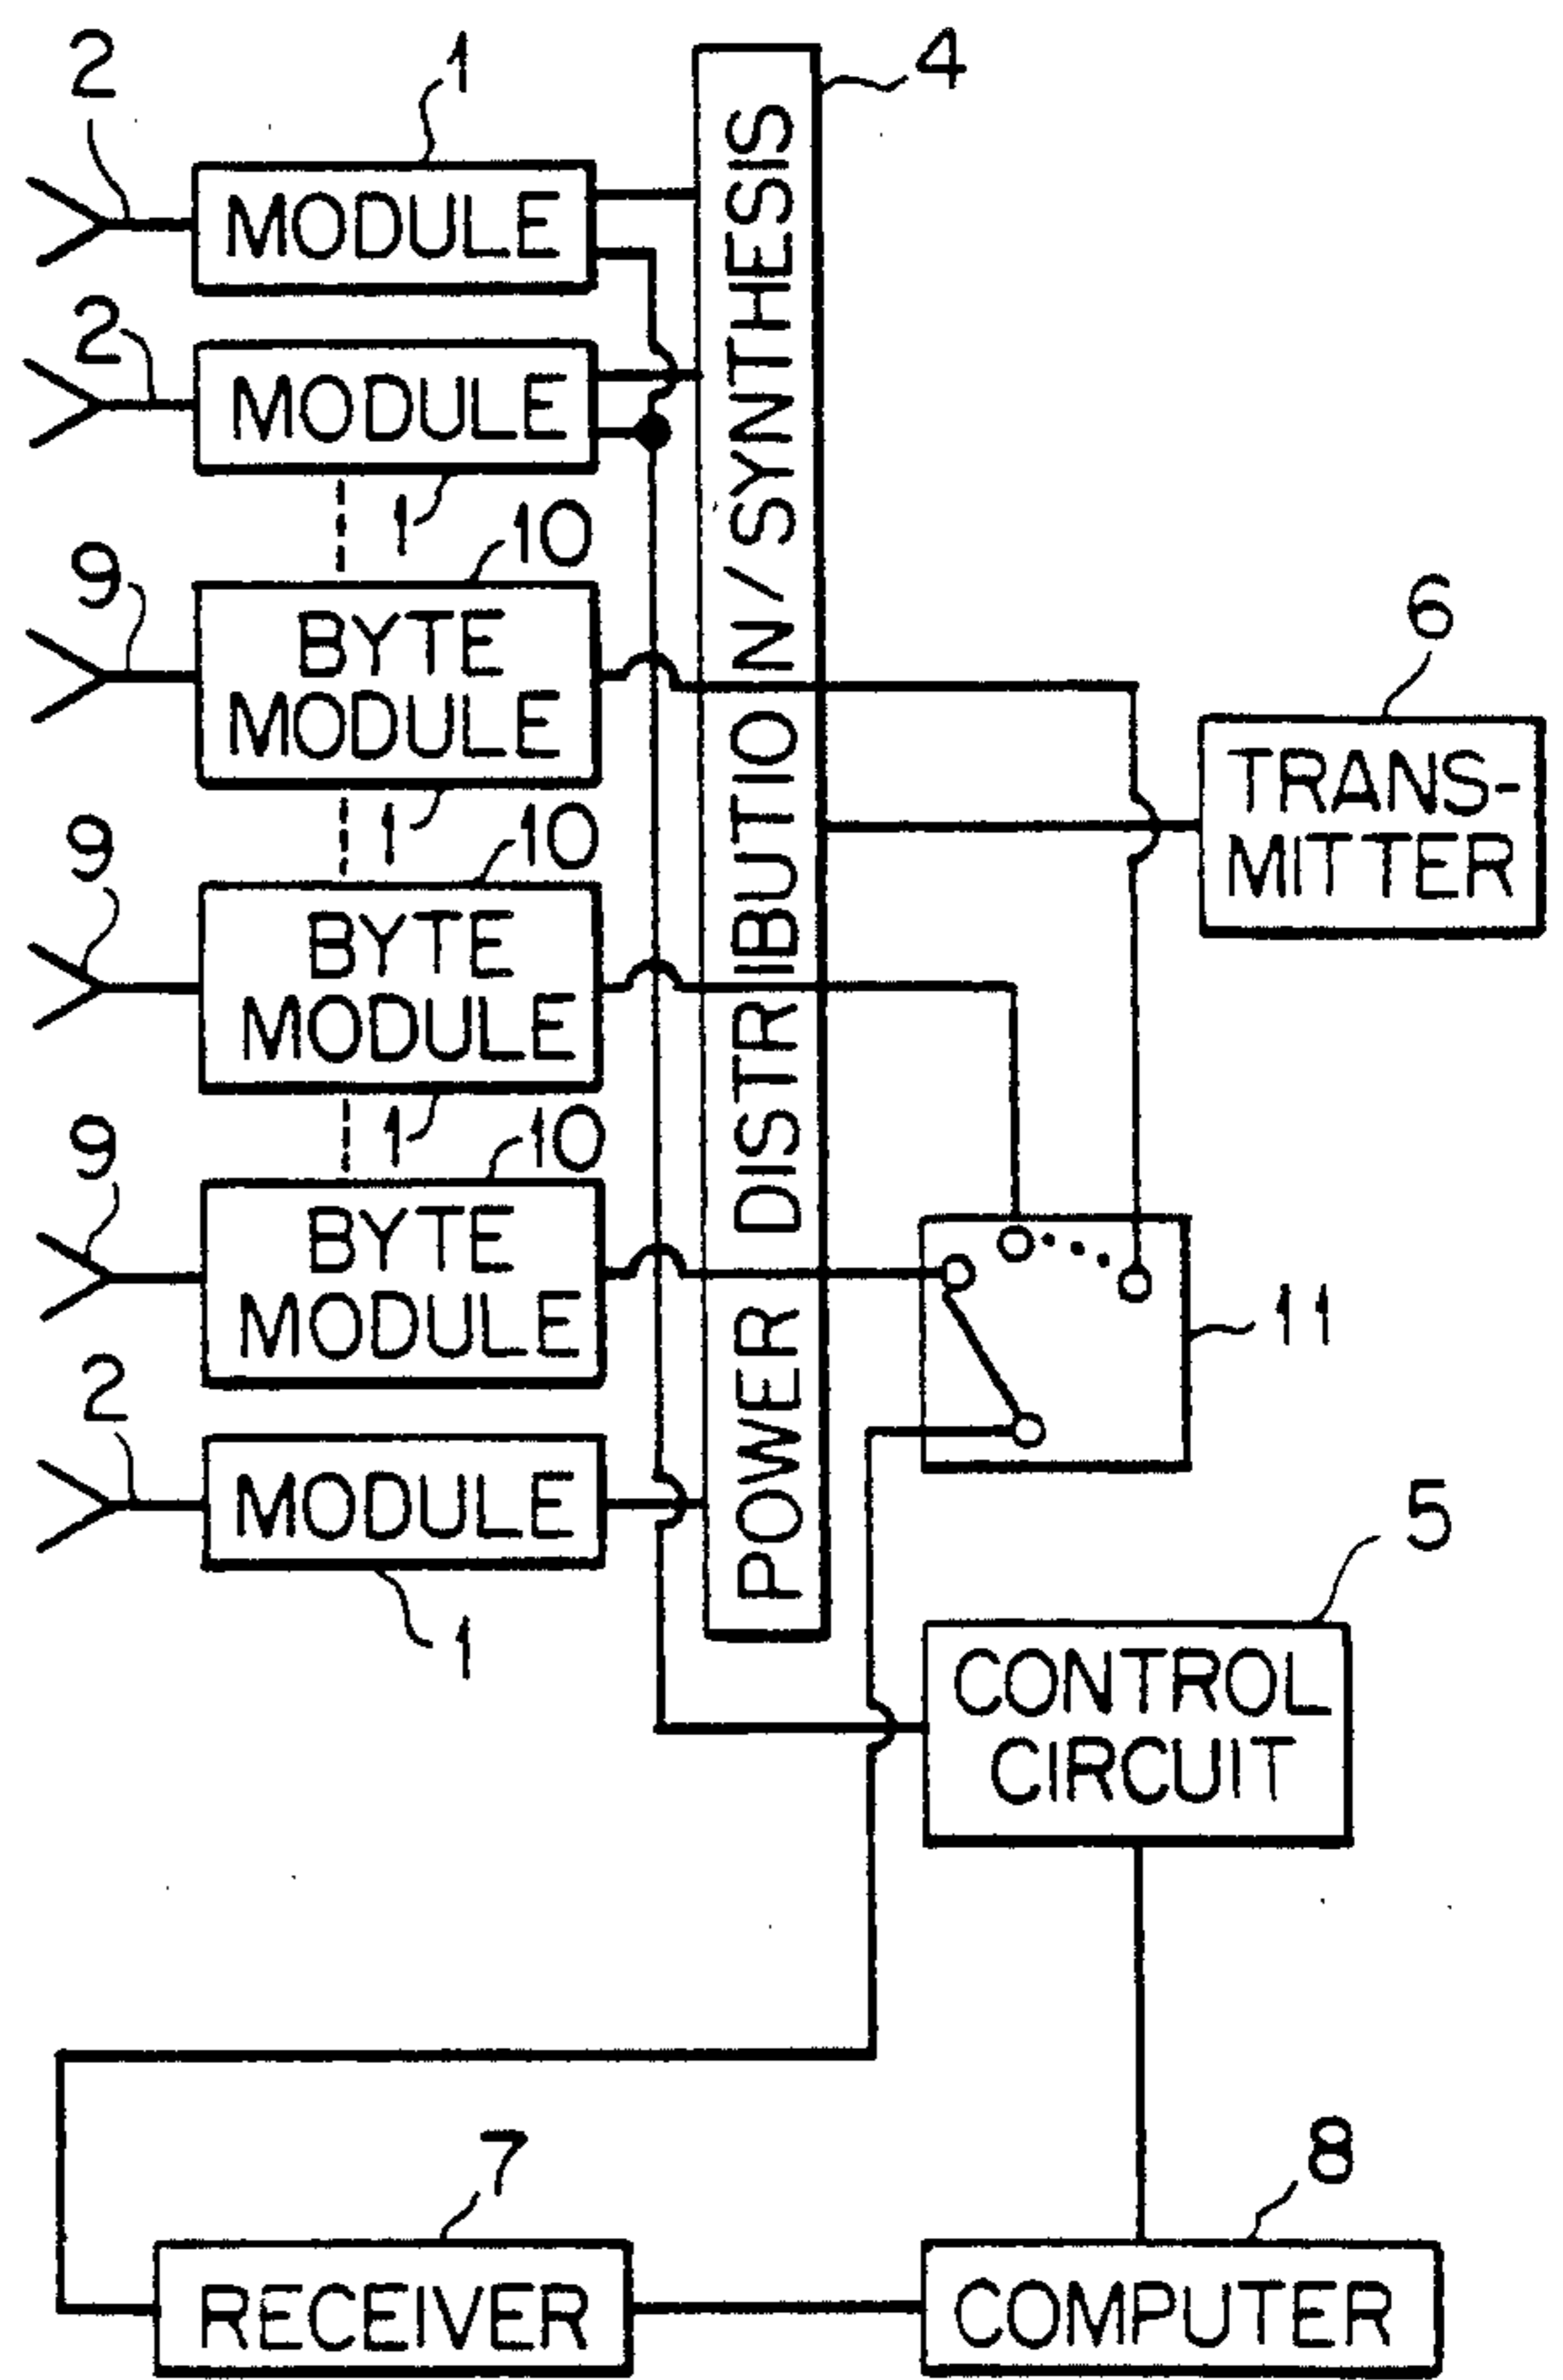 2
1
4
MODULE
2
MODULE
1
10
9
BYTE
MODULE
6
TRANS-
MITTER
1
10
9
BYTE
MODULE
1
10
9
BYTE
MODULE
11
2
MODULE
1
POWER DISTRIBUTION/SYNTHESIS
5
CONTROL
CIRCUIT
7
RECEIVER
8
COMPUTER